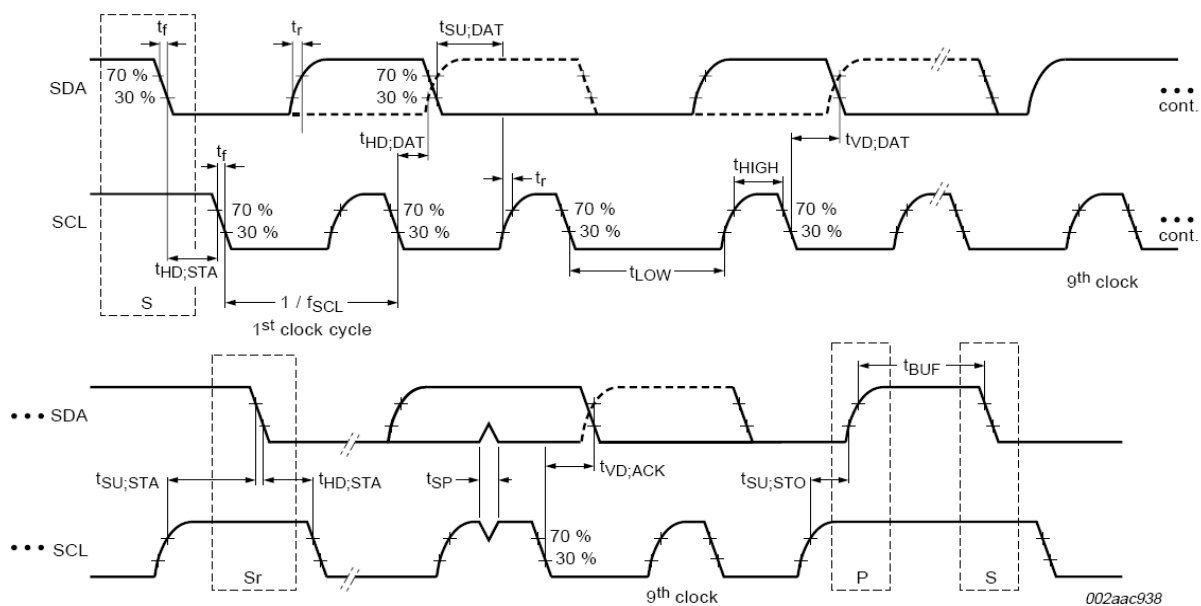 tf
tr
tSU;DAT
70 %
30 %
70 %
30 %
SDA
cont.
tHD;DAT
tVD;DAT
tf
tr
tHIGH
SCL
70 %
30 %
70 %
30 %
70 %
30 %
70 %
30 %
cont.
tHD;STA
tLOW
S
1 / fSCL
1st clock cycle
9th clock
tBUF
SDA
tSU;STA
tHD;STA
tSP
tVD;ACK
tSU;STO
70 %
30 %
SCL
Sr
9th clock
P
S
002aac938